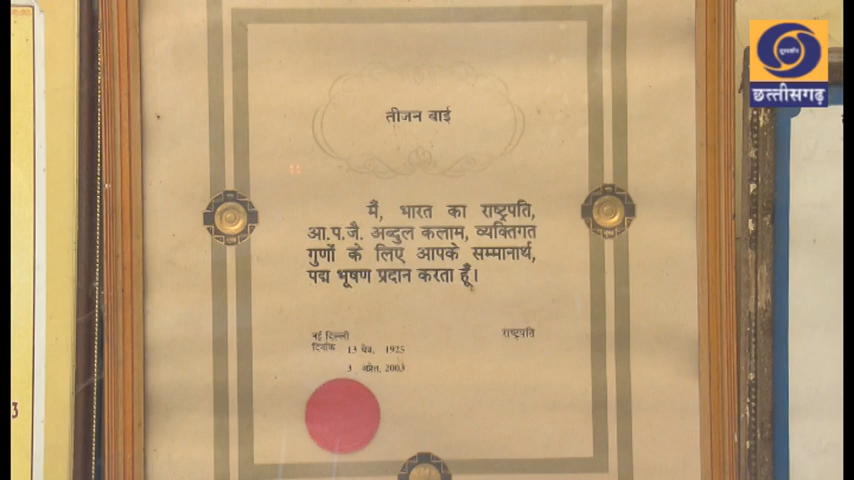 दूरदर्शन
छत्तीसगढ़
तीजन बाई
मैं, भारत का राष्ट्रपति,
आ.प.जै. अब्दुल कलाम, व्यक्तिगत
गुणों के लिए आपके सम्मानार्थ,
पद्म भूषण प्रदान करता हूँ।
नई दिल्ली
राष्ट्रपति
दिनांक 13 चैत्र, 1925
3 अप्रैल, 2003
3